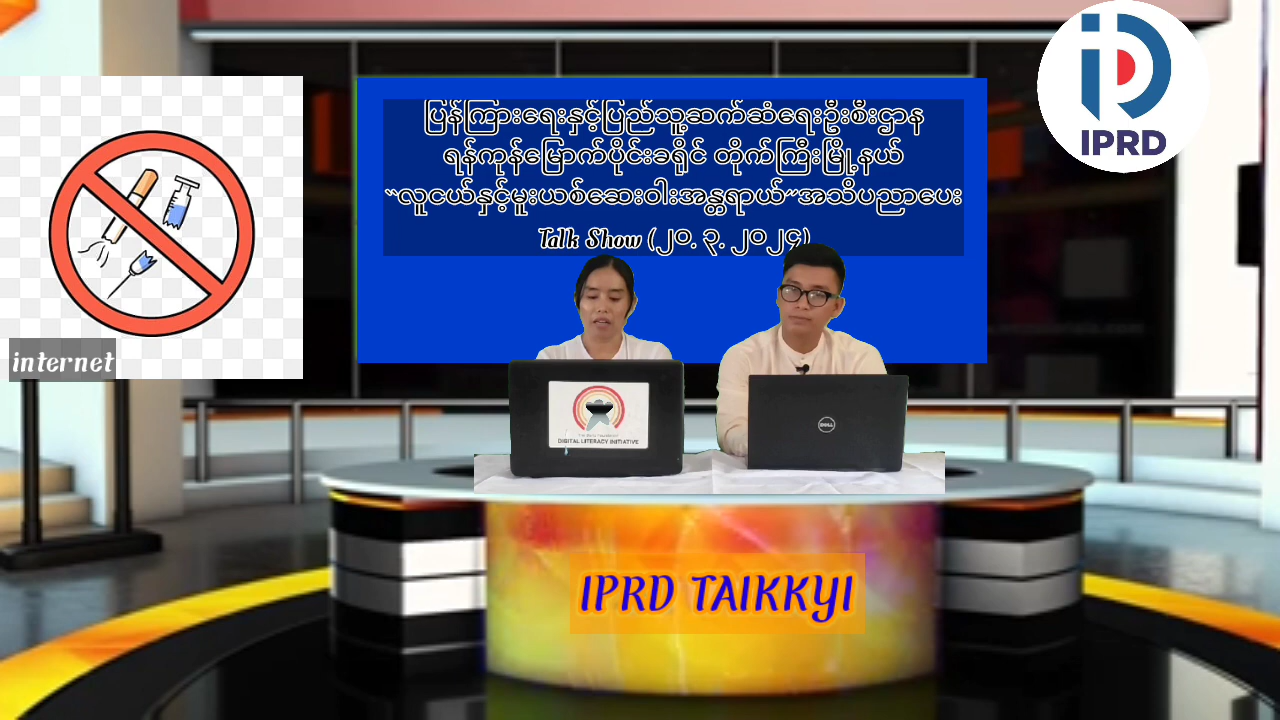 IPRD
ပြန်ကြားရေးနှင့်ပြည်သူ့ဆက်ဆံရေးဦးစီးဌာန
ရန်ကုန်မြောက်ပိုင်းခရိုင် တိုက်ကြီးမြို့နယ်
“လူငယ်နှင့်မူးယစ်ဆေးဝါးအန္တရာယ်”အသိပညာပေး
Talk Show (၂၀. ၃. ၂၀၂၄)
internet
DIGITAL LITERACY INITIATIVE
DELL
IPRD TAIKKYI